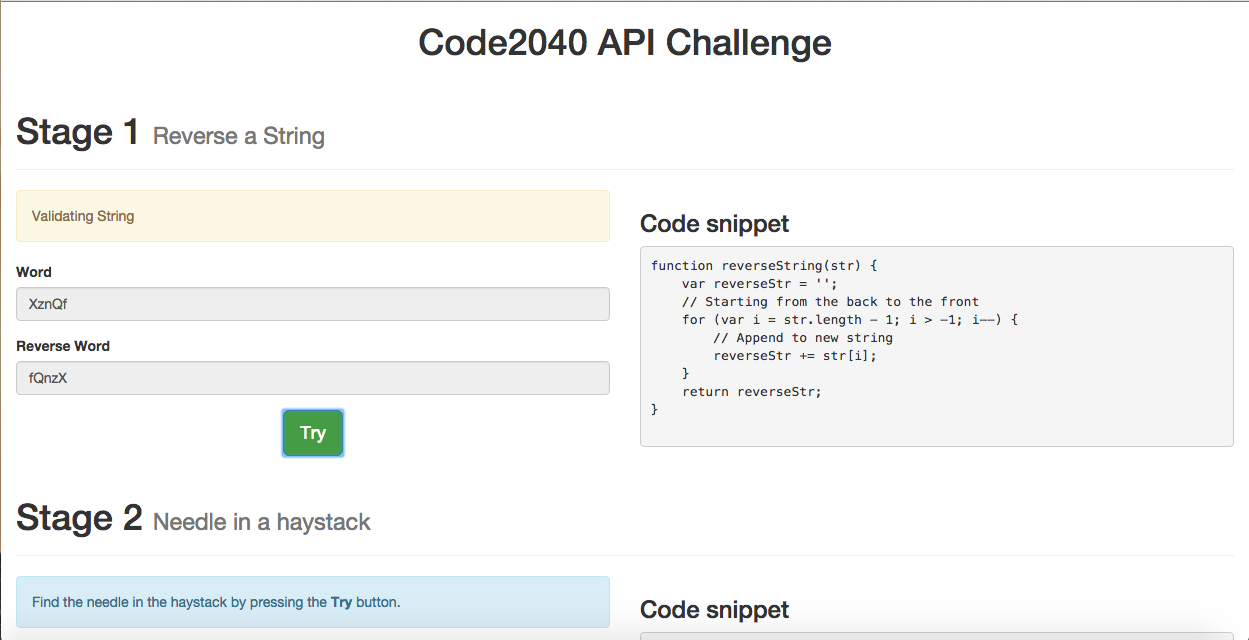 Code2040 API Challenge
Stage 1 Reverse a String
Validating String
Word
XznQf
Reverse Word
fQnzX
Try
Code snippet
function reverseString(str) {
    var reverseStr = '';
    // Starting from the back to the front
    for (var i = str.length - 1; i > -1; i--) {
        // Append to new string
        reverseStr += str[i];
    }
    return reverseStr;
}
Stage 2 Needle in a haystack
Find the needle in the haystack by pressing the Try button.
Code snippet